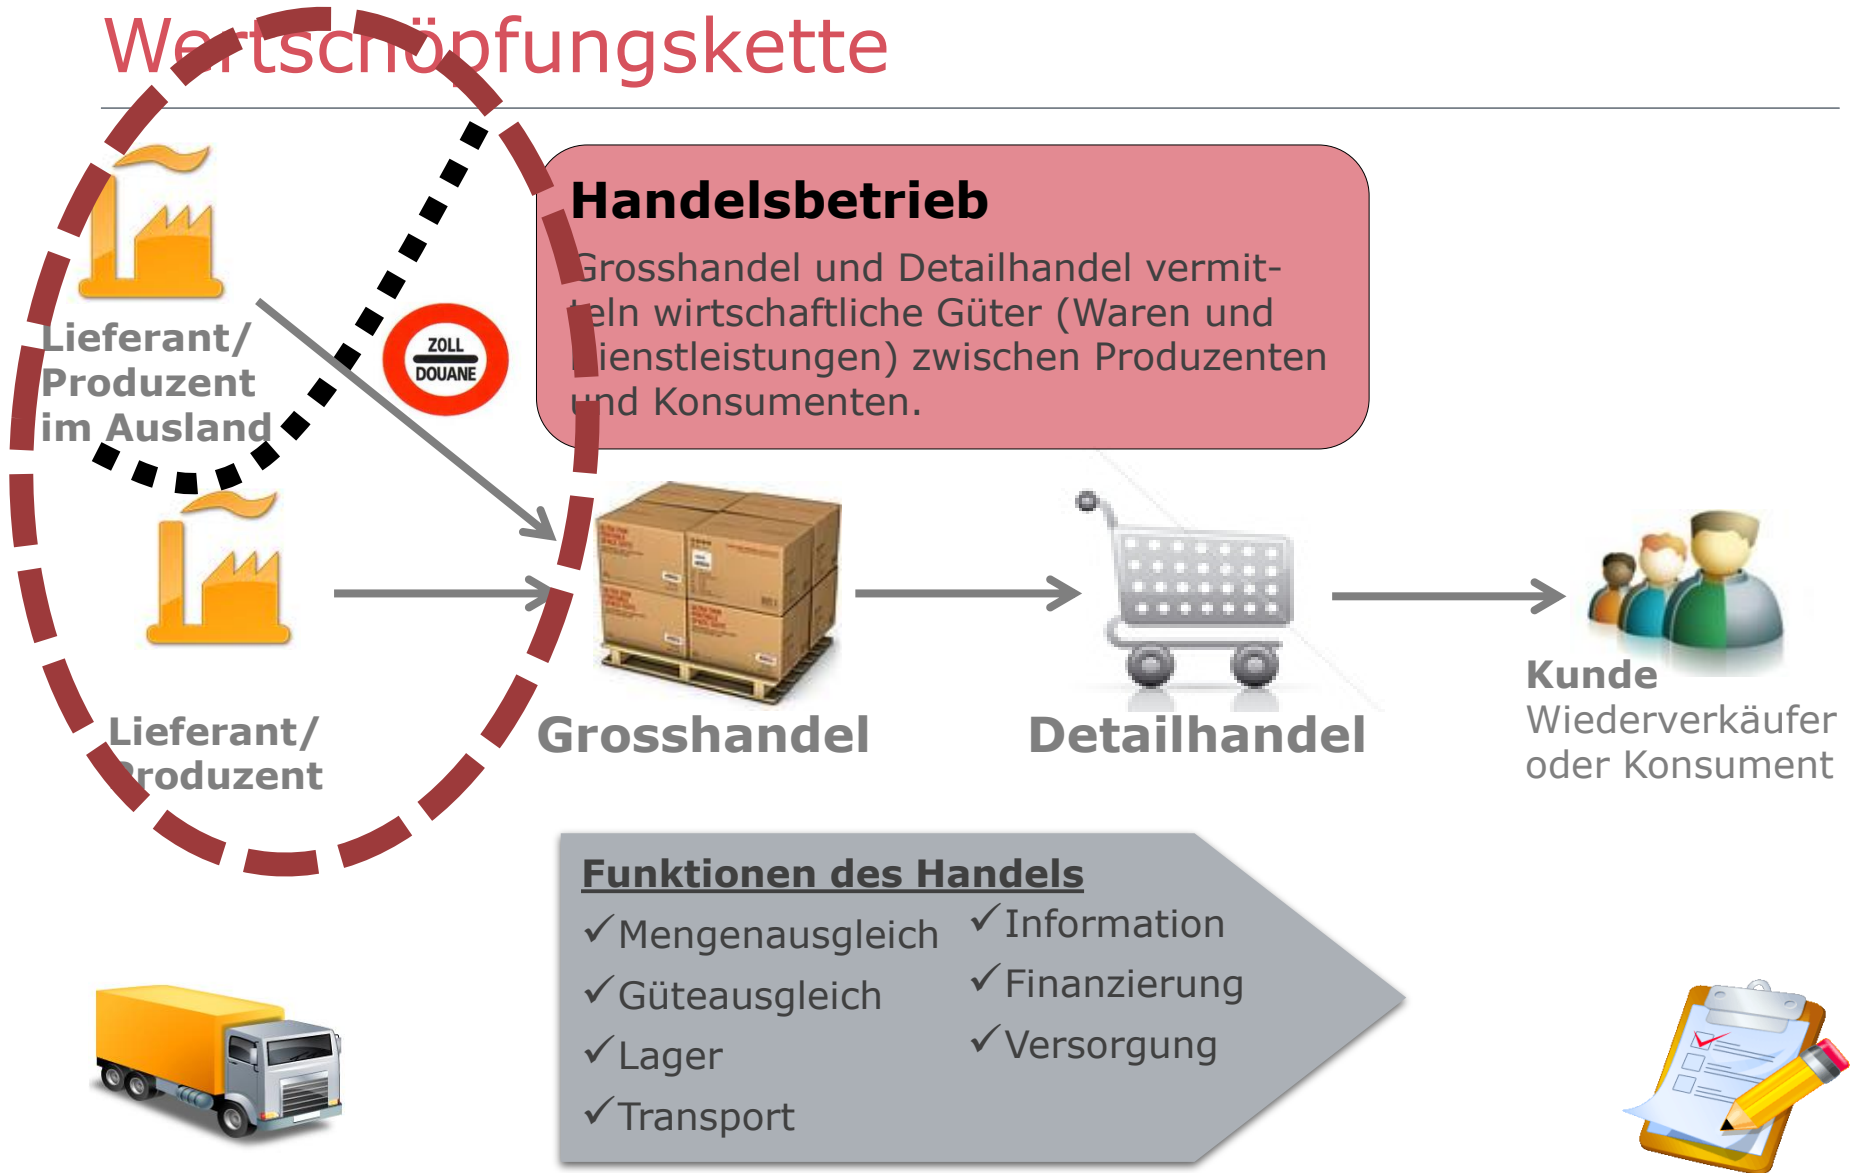 Wertschöpfungskette
Handelsbetrieb
Grosshandel und Detailhandel vermit-
teln wirtschaftliche Güter (Waren und
Dienstleistungen) zwischen Produzenten
und Konsumenten.
ZOLL
DOUANE
Lieferant/
Produzent
im Ausland
Lieferant/
Produzent
Grosshandel
Detailhandel
Kunde
Wiederverkäufer
oder Konsument
Funktionen des Handels
✓Mengenausgleich
✓Güteausgleich
✓Lager
✓Transport
✓Information
✓Finanzierung
✓Versorgung